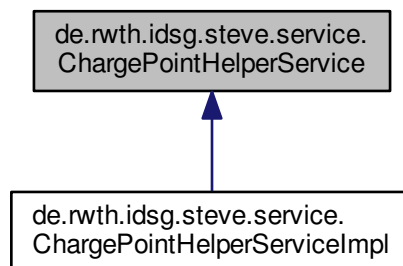 de.rwth.idsg.steve.service.
ChargePointHelperService
de.rwth.idsg.steve.service.
ChargePointHelperServiceImpl